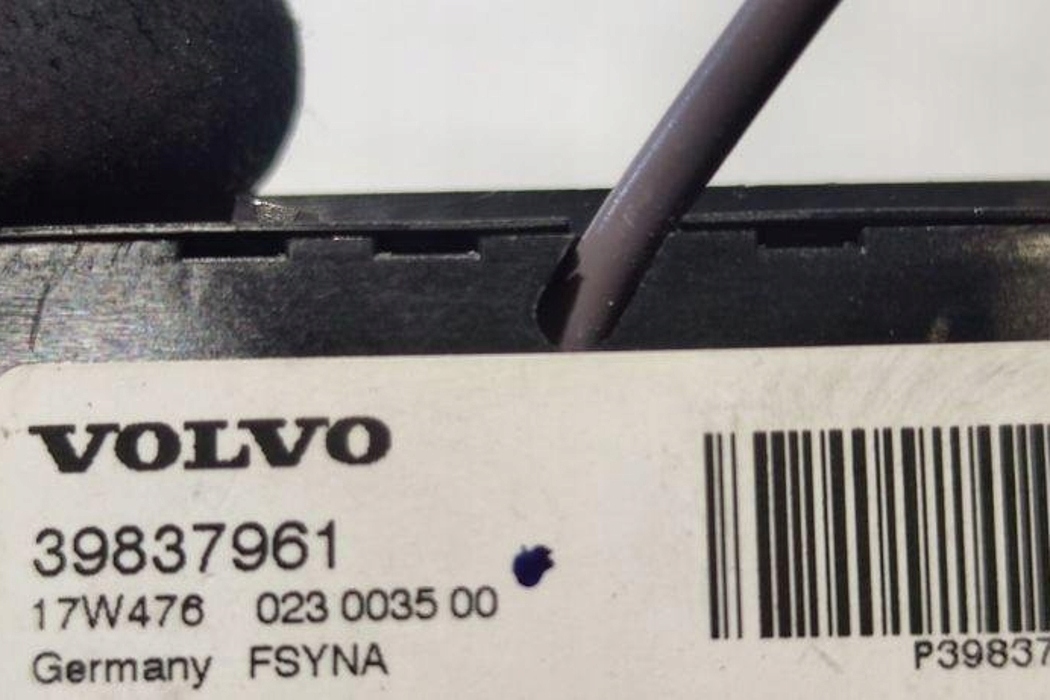 VOLVO
39837961
17W476 023 0035 00
Germany FSYNA
P39837